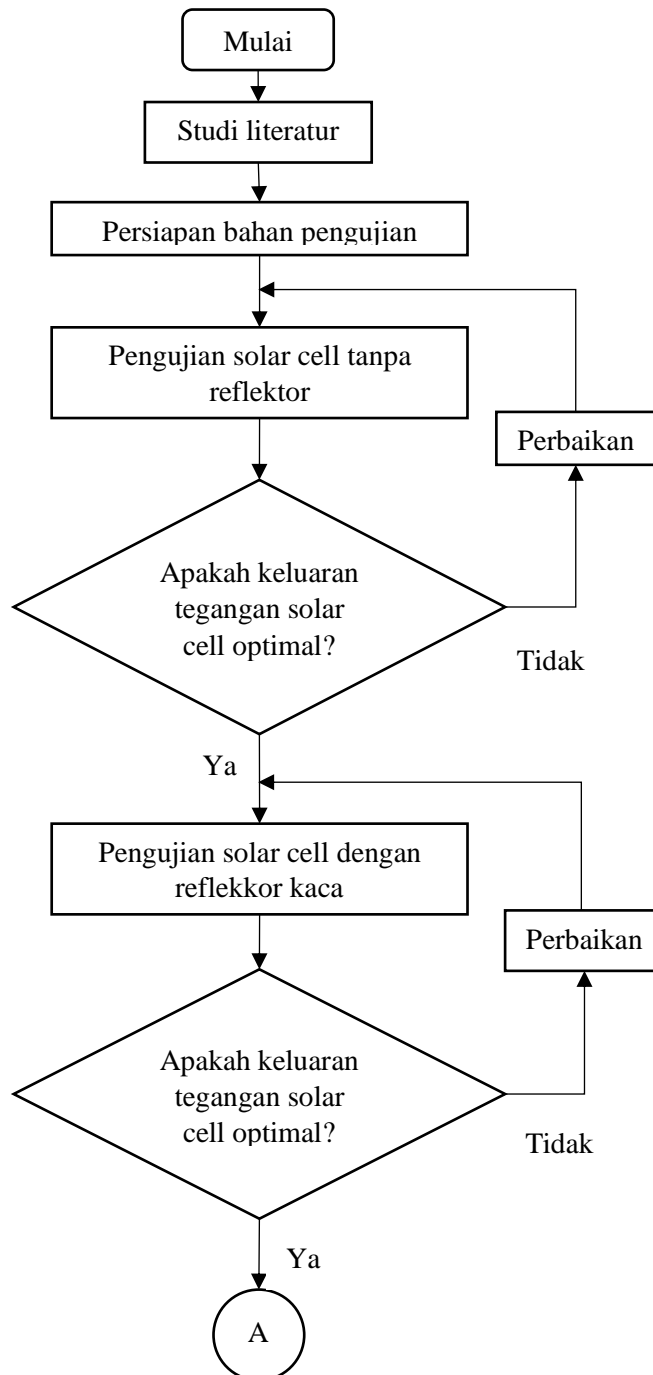 Mulai
Studi literatur
Persiapan bahan pengujian
Pengujian solar cell tanpa
reflektor
Perbaikan
Apakah keluaran
tegangan solar
cell optimal?
Tidak
Ya
Pengujian solar cell dengan
reflekkor kaca
Perbaikan
Apakah keluaran
tegangan solar
cell optimal?
Tidak
Ya
A